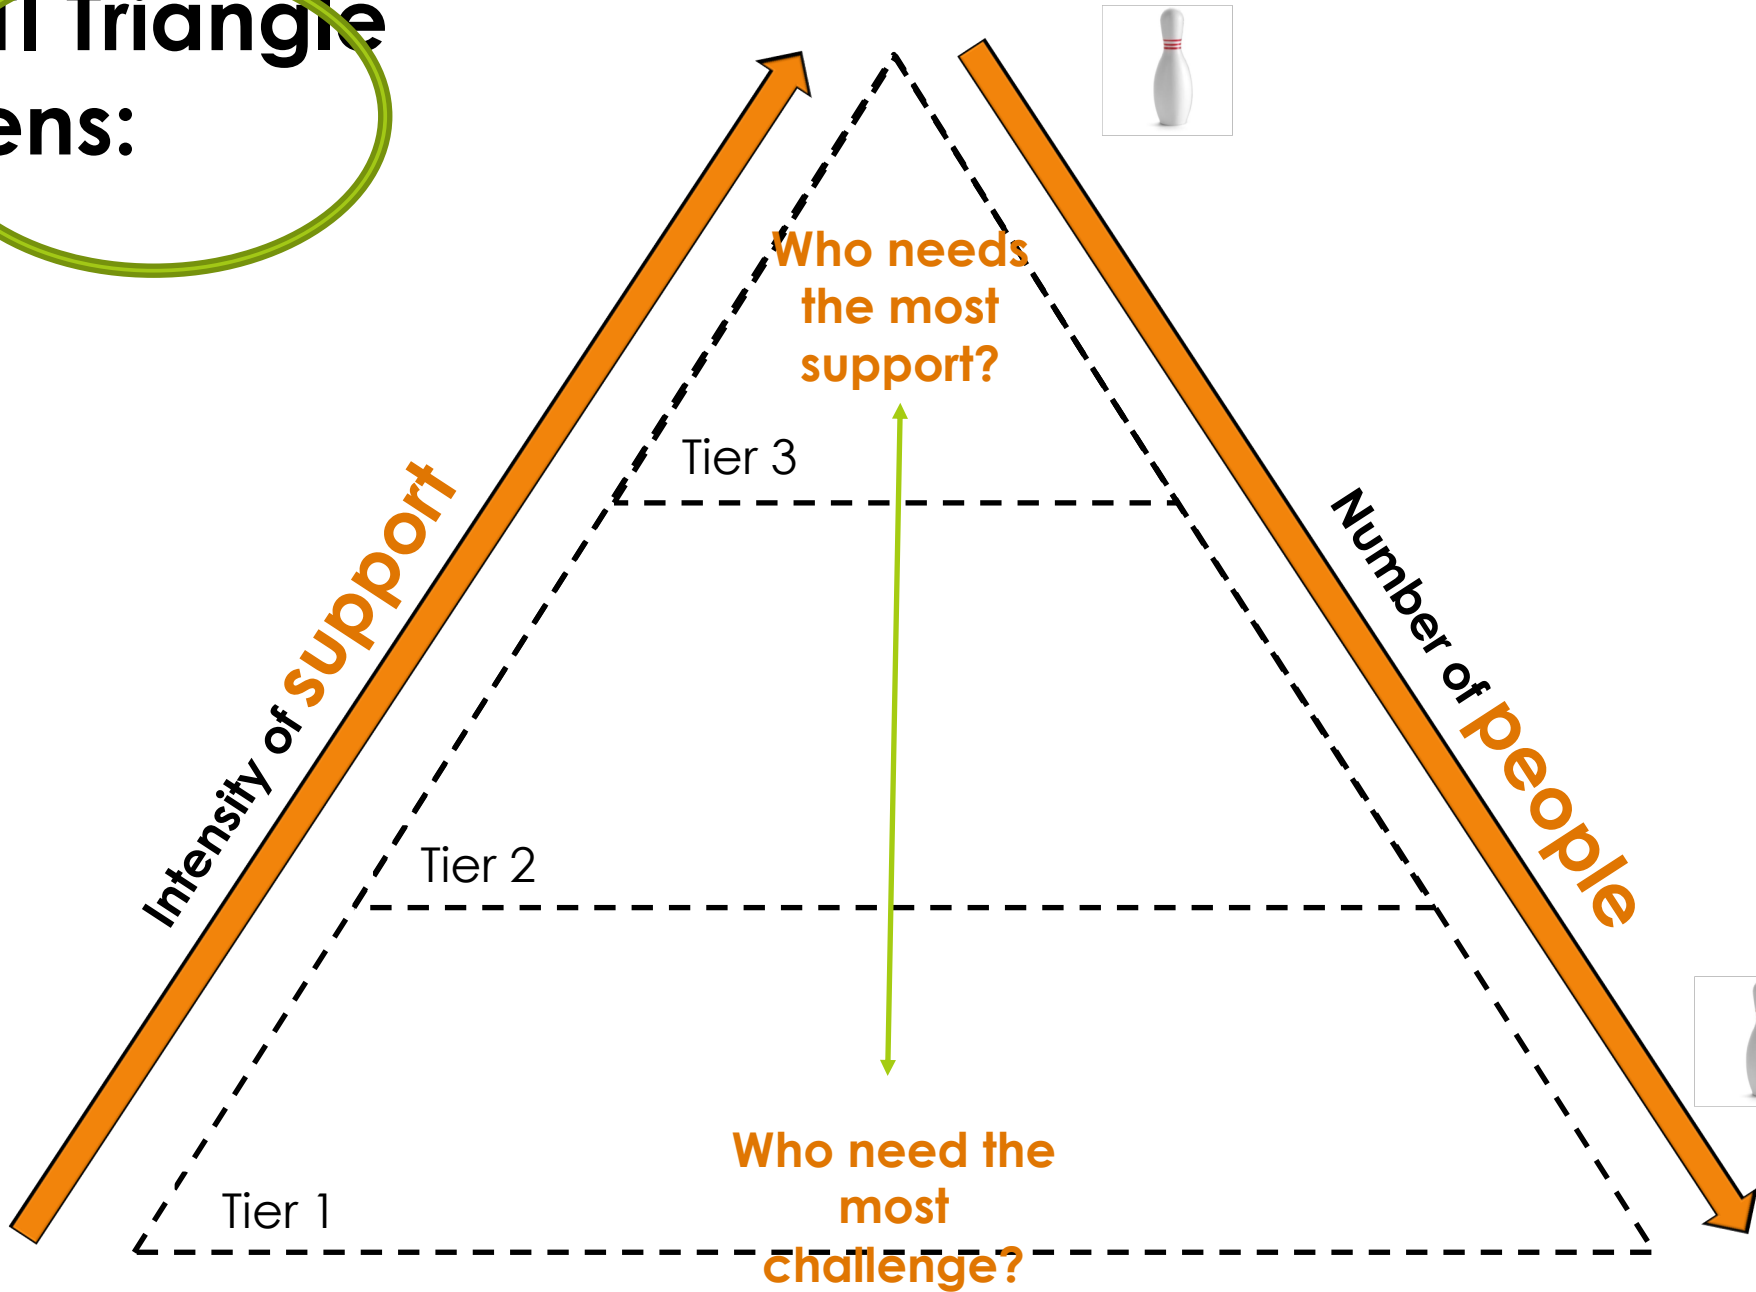 Triangle
ens:
Who needs
the most
support?
Tier 3
Intensity of support
Number of people
Tier 2
Who need the
most
challenge?
Tier 1